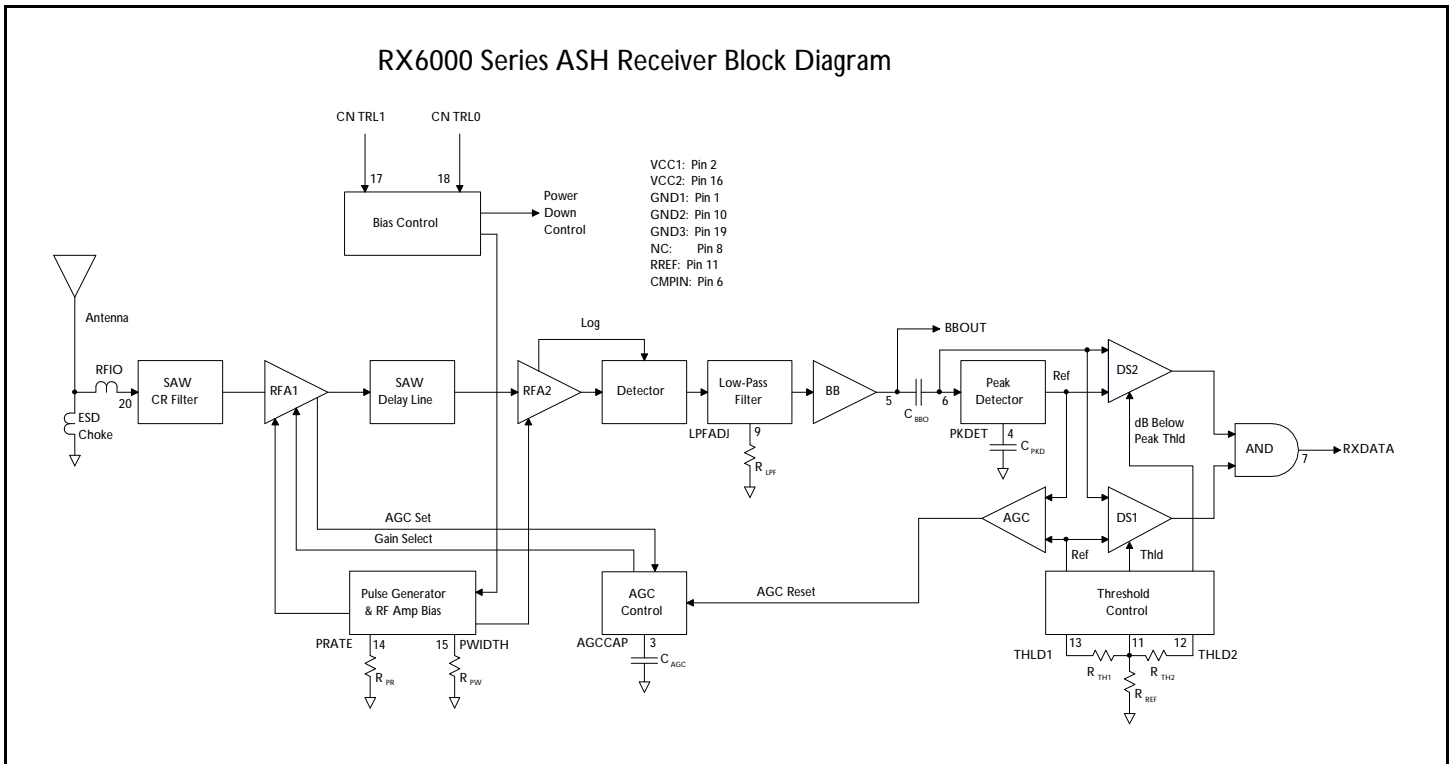 RX6000 Series ASH Receiver Block Diagram
CN TRL1
CN TRL0
17
18
Bias Control
Power
Down
Control
VCC1: Pin 2
VCC2: Pin 16
GND1: Pin 1
GND2: Pin 10
GND3: Pin 19
NC: Pin 8
RREF: Pin 11
CMPIN: Pin 6
Antenna
RFIO
20
ESD
Choke
SAW
CR Filter
RFA1
SAW
Delay Line
Log
RFA2
Detector
Low-Pass
Filter
LPFADJ
9
R LPF
BB
5
BBOUT
C BBO
6
Peak
Detector
PKDET
4
C PKD
Ref
DS2
dB Below
Peak Thld
AND
7
RXDATA
AGC
DS1
Ref
Thld
AGC Set
Gain Select
Pulse Generator
& RF Amp Bias
PRATE
14
15
PWIDTH
R PR
R PW
AGC
Control
AGCCAP
3
C AGC
AGC Reset
Threshold
Control
THLD1
13
11
12
THLD2
R TH1
R TH2
R REF